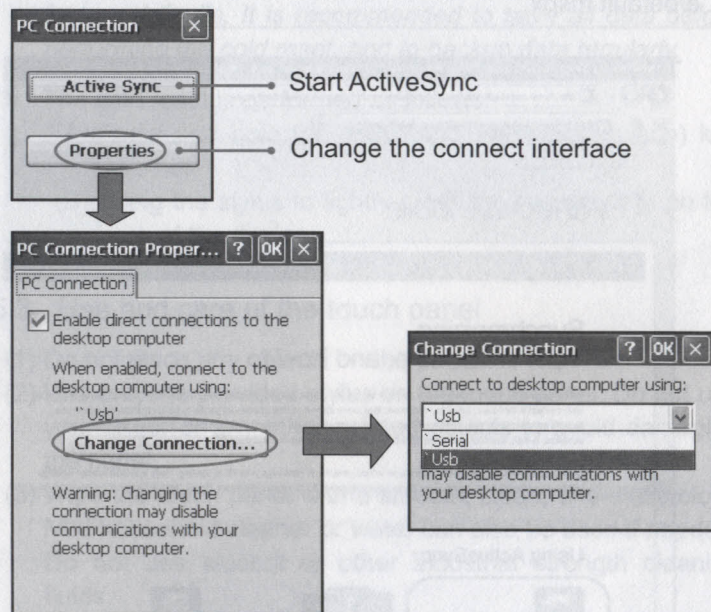 PC Connection
Active Sync
Start ActiveSync
Properties
Change the connect interface
PC Connection Proper... ? OK ×
PC Connection
Enable direct connections to the
desktop computer
When enabled, connect to the
desktop computer using:
'`Usb'
Change Connection...
Warning: Changing the
connection may disable
communications with your
desktop computer.
Change Connection ? OK ×
Connect to desktop computer using:
`Usb
`Serial
`Usb
may disable communications with
your desktop computer.